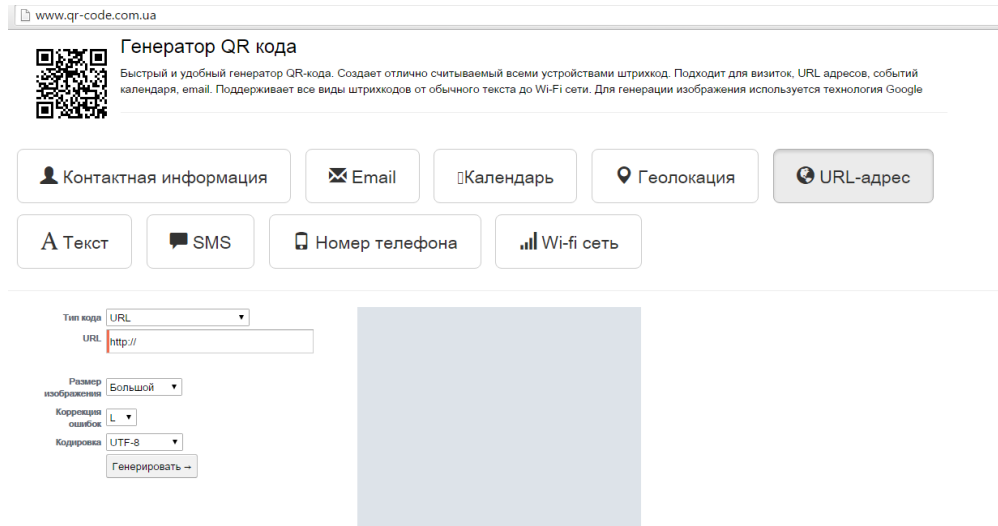 www.qr-code.com.ua
Генератор QR кода
Быстрый и удобный генератор QR-кода. Создает отлично считываемый всеми устройствами штрихкод. Подходит для визиток, URL адресов, событий
календаря, email. Поддерживает все виды штрихкодов от обычного текста до Wi-Fi сети. Для генерации изображения используется технология Google
Контактная информация Email Календарь Геолокация URL-адрес
A Текст SMS Номер телефона Wi-fi сеть
Тип кода URL
URL http://
Размер
изображения Большой
Коррекция
ошибок L
Кодировка UTF-8
Генерировать →